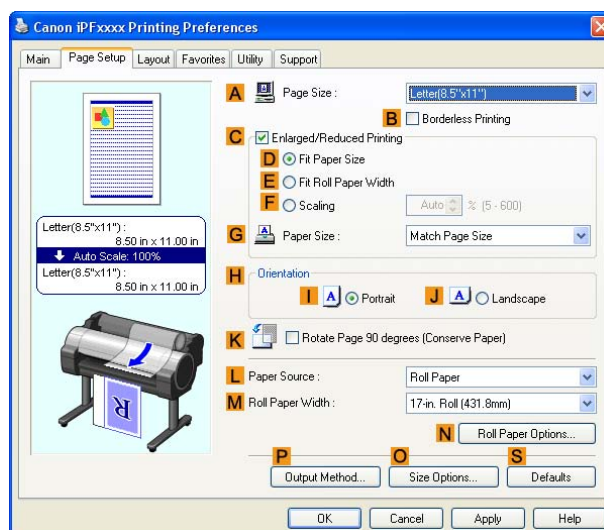 Canon iPFxxxx Printing Preferences
Main Page Setup Layout Favorites Utility Support
A Page Size : Letter(8.5"x11")
B Borderless Printing
C Enlarged/Reduced Printing
D Fit Paper Size
E Fit Roll Paper Width
F Scaling Auto % (5 - 600)
Letter(8.5"x11") :
8.50 in x 11.00 in
Auto Scale: 100%
Letter(8.5"x11") :
8.50 in x 11.00 in
G Paper Size : Match Page Size
H Orientation
I A Portrait J A Landscape
K Rotate Page 90 degrees (Conserve Paper)
R
L Paper Source : Roll Paper
M Roll Paper Width : 17-in. Roll (431.8mm)
N Roll Paper Options...
P O S
Output Method... Size Options... Defaults
OK Cancel Apply Help